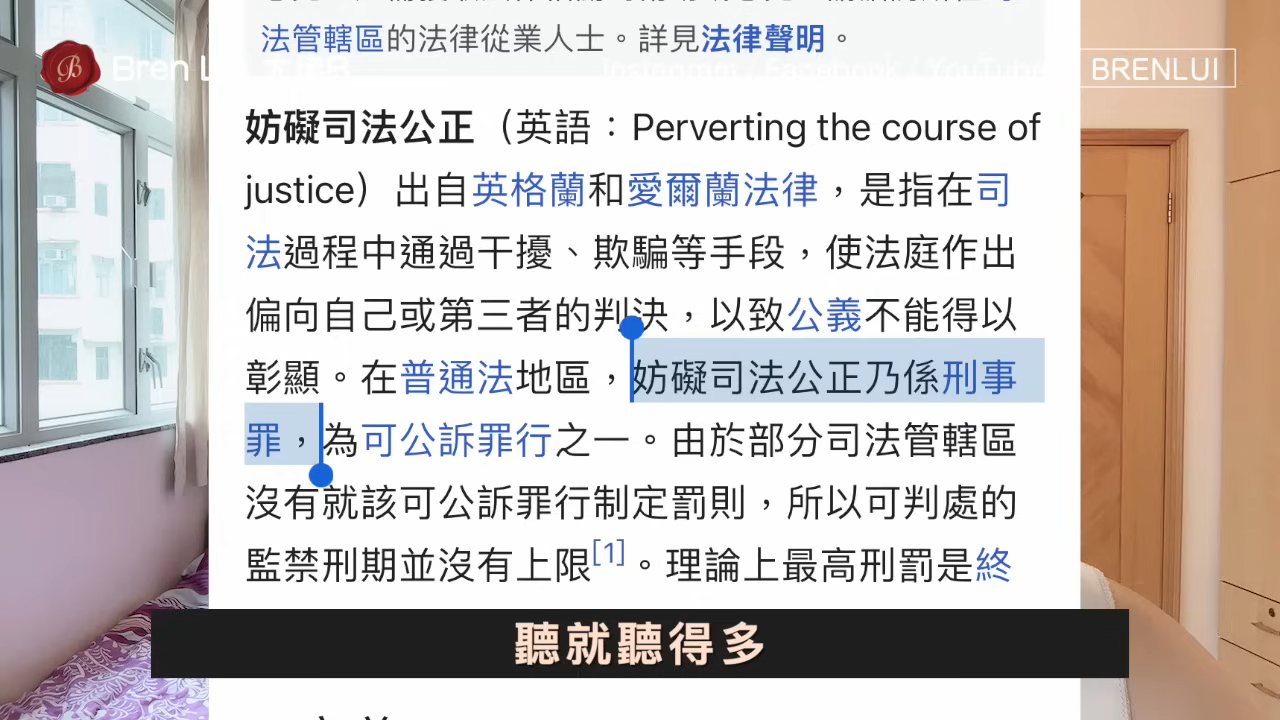 法管轄區的法律從業人士。詳見法律聲明。
Bren
BRENLUI
妨礙司法公正（英語：Perverting the course of
justice）出自英格蘭和愛爾蘭法律，是指在司
法過程中通過干擾、欺騙等手段，使法庭作出
偏向自己或第三者的判決，以致公義不能得以
彰顯。在普通法地區，妨礙司法公正乃係刑事
罪，為可公訴罪行之一。由於部分司法管轄區
沒有就該可公訴罪行制定罰則，所以可判處的
監禁刑期並沒有上限[1]。理論上最高刑罰是終
聽就聽得多